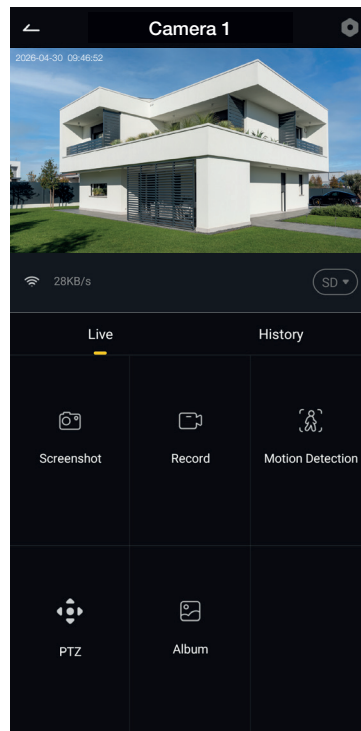 Camera 1
2026-04-30 09:46:52
28KB/s
SD
Live
History
Screenshot
Record
Motion Detection
PTZ
Album